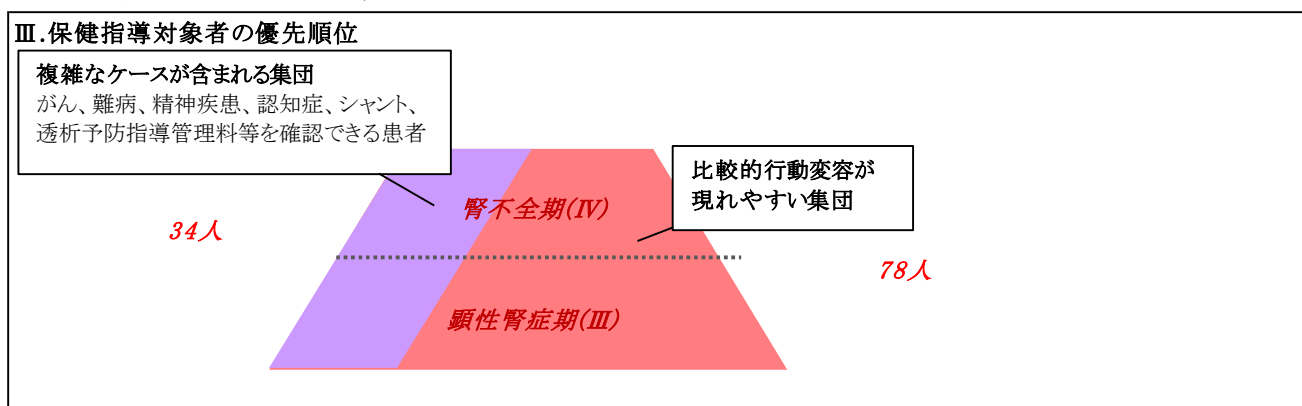 Ⅲ.保健指導対象者の優先順位
複雑なケースが含まれる集団
がん、難病、精神疾患、認知症、シャント、
透析予防指導管理料等を確認できる患者
比較的行動変容が
現れやすい集団
腎不全期(Ⅳ)
34人
78人
顕性腎症期(Ⅲ)